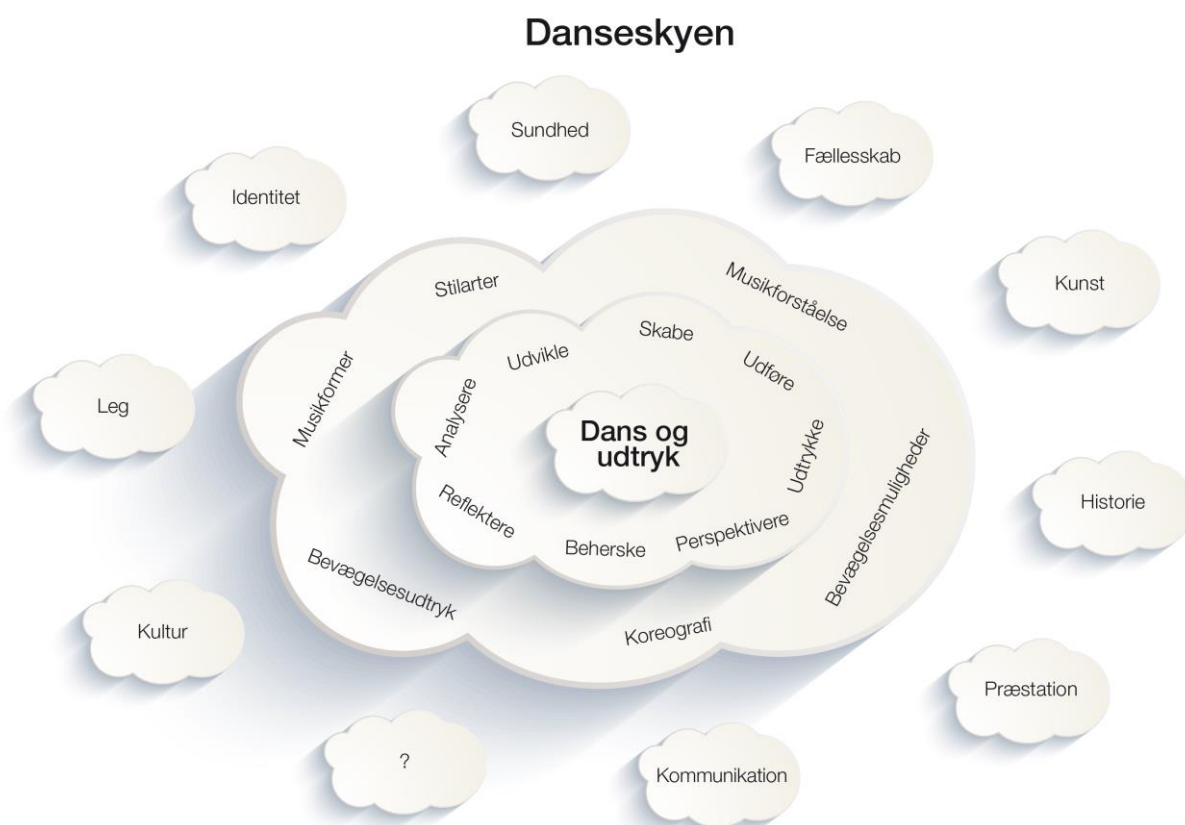 Danseskyen
Sundhed
Fællesskab
Identitet
Kunst
Stilarter
Musikforståelse
Skabe
Udvikle
Udføre
Musikformer
Analysere
Leg
Dans og
udtryk
Udtrykke
Bevægelsesmuligheder
Historie
Reflektere
Beherske
Perspektivere
Bevægelsesudtryk
Koreografi
Kultur
Præstation
?
Kommunikation